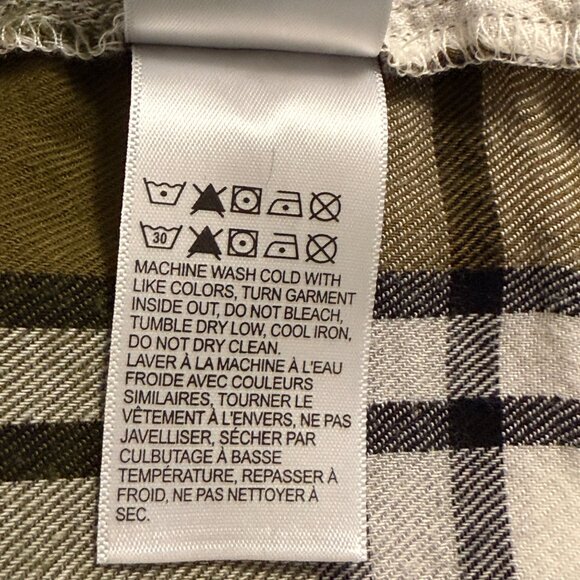 30
MACHINE WASH COLD WITH
LIKE COLORS, TURN GARMENT
INSIDE OUT, DO NOT BLEACH,
TUMBLE DRY LOW, COOL IRON,
DO NOT DRY CLEAN.
LAVER À LA MACHINE À L'EAU
FROIDE AVEC COULEURS
SIMILAIRES, TOURNER LE
VÊTEMENT À L'ENVERS, NE PAS
JAVELLISER, SÉCHER PAR
CULBUTAGE À BASSE
TEMPÉRATURE, REPASSER À
FROID, NE PAS NETTOYER À
SEC.